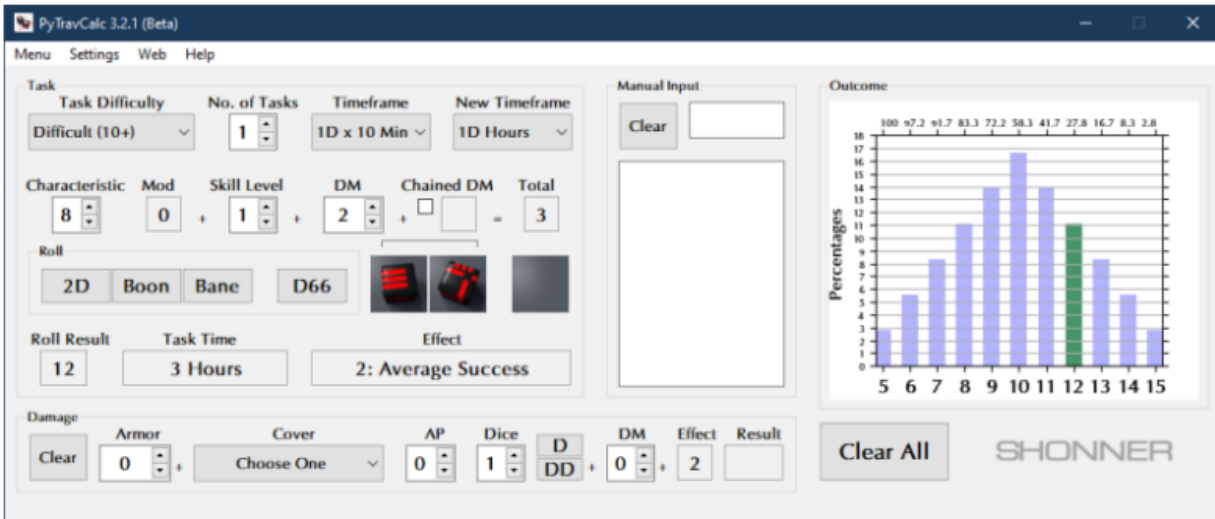 PyTravCalc 3.2.1 (Beta)
Menu Settings Web Help
Task
Task Difficulty No. of Tasks Timeframe New Timeframe
Difficult (10+) 1 1D x 10 Min 1D Hours
Characteristic Mod Skill Level DM Chained DM Total
8 0 + 1 + 2 + = 3
Roll
2D Boon Bane D66
Roll Result Task Time Effect
12 3 Hours 2: Average Success
Manual Input
Clear
Outcome
100 97.2 91.7 83.3 72.2 58.3 41.7 27.8 16.7 8.3 2.8
18
17
16
15
14
13
12
11
10
9
8
7
6
5
4
3
2
1
0
Percentages
5 6 7 8 9 10 11 12 13 14 15
Damage
Armor Cover AP Dice DM Effect Result
Clear 0 + Choose One 0 1 D DD + 0 + 2
Clear All
SHONNER